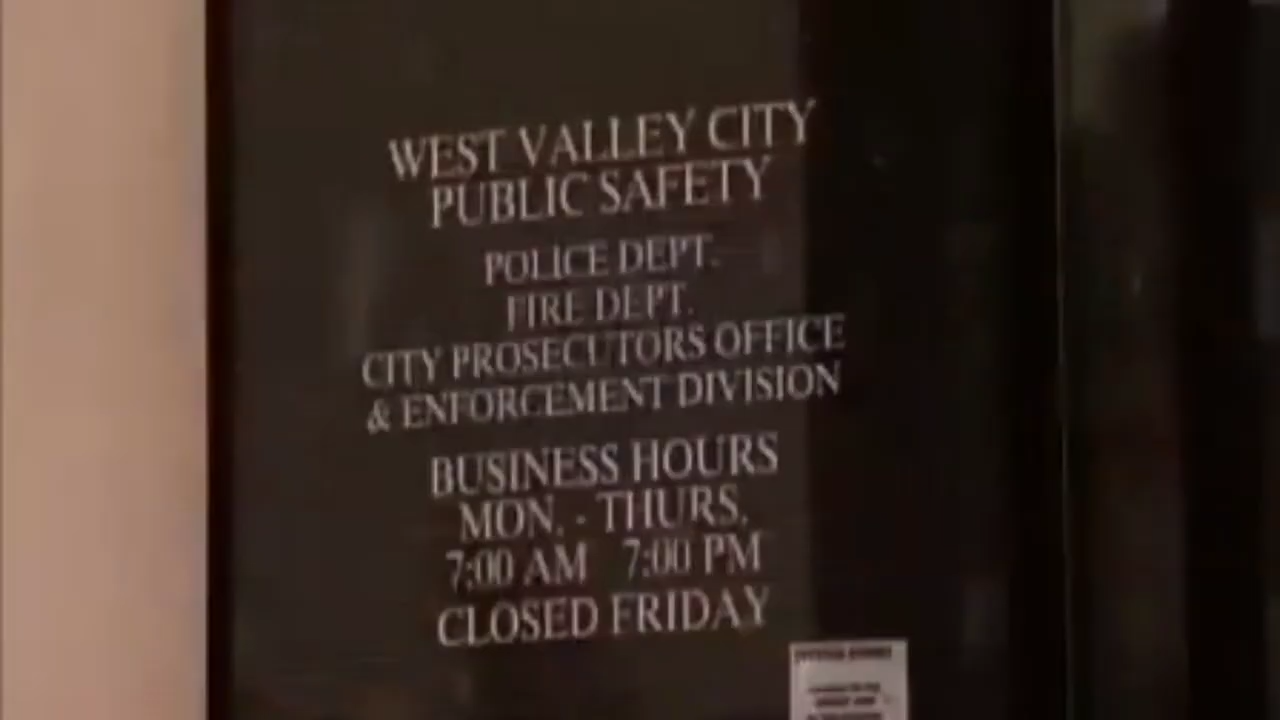 WEST VALLEY CITY
PUBLIC SAFETY
POLICE DEPT.
FIRE DEPT.
CITY PROSECUTORS OFFICE
& ENFORCEMENT DIVISION
BUSINESS HOURS
MON. - THURS.
7:00 AM 7:00 PM
CLOSED FRIDAY